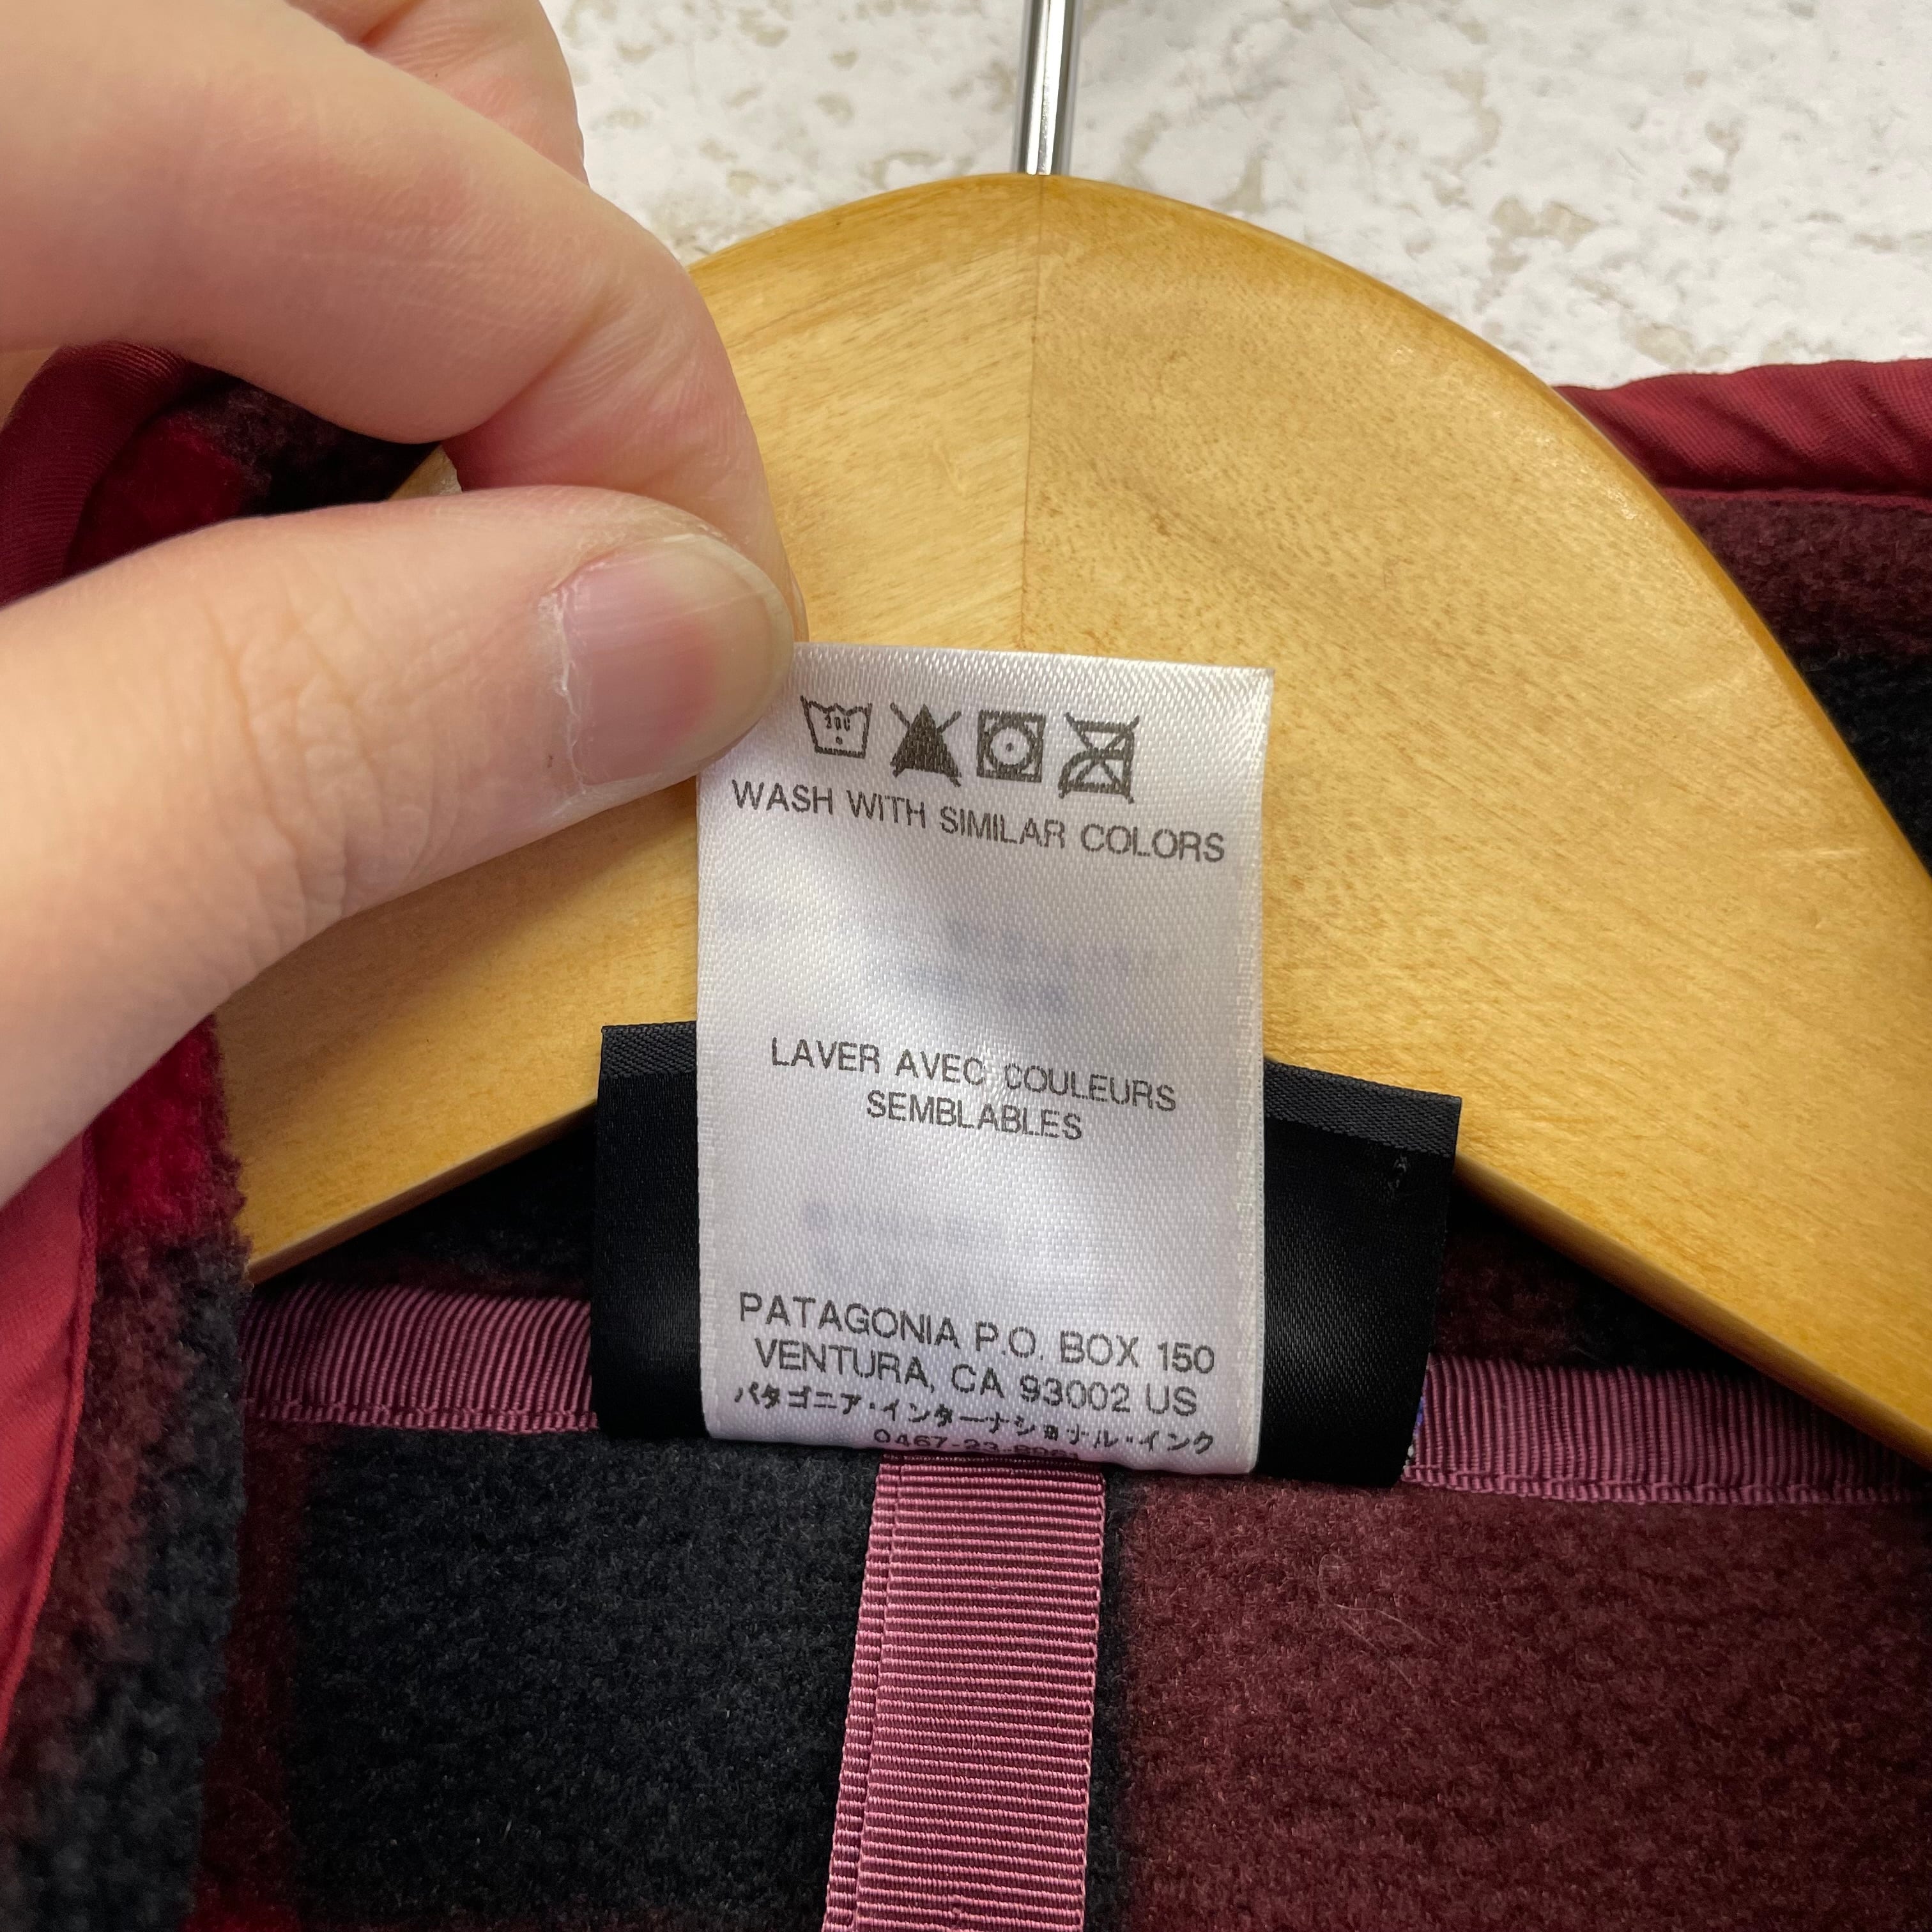 30C
WASH WITH SIMILAR COLORS
LAVER AVEC COULEURS
SEMBLABLES
PATAGONIA P.O. BOX 150
VENTURA, CA 93002 US
パタゴニア・インターナショナル・インク